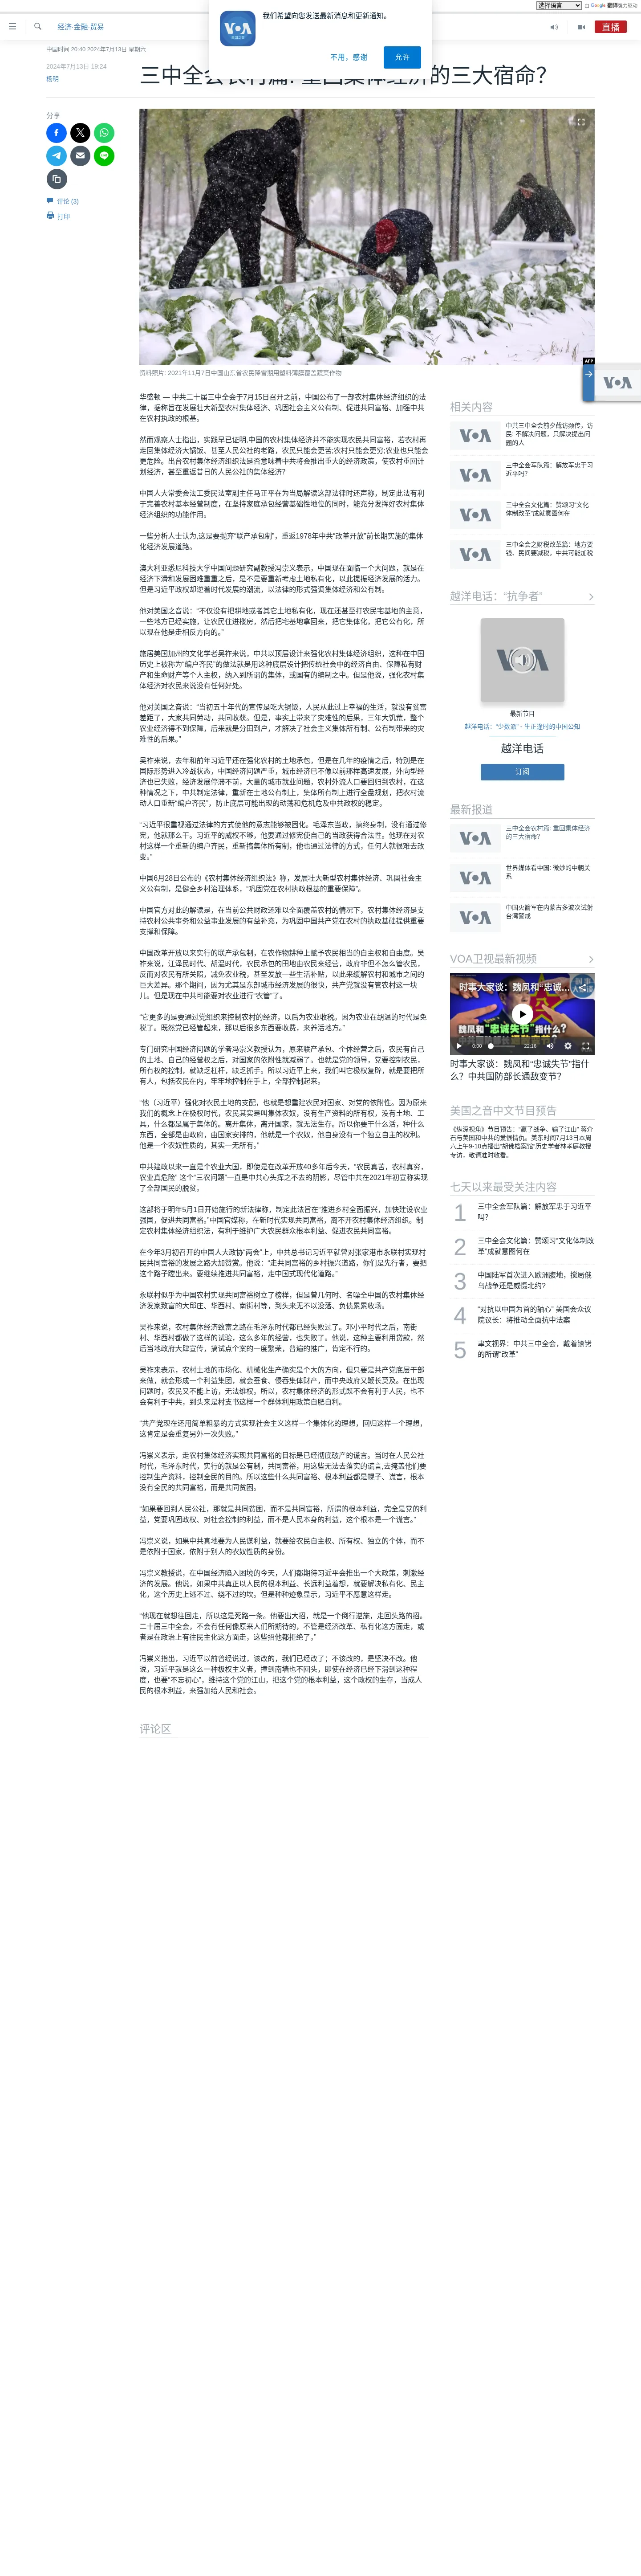 选择语言
由 Google 翻译强力驱动
经济·金融·贸易
直播
我们希望向您发送最新消息和更新通知。
不用，感谢
允许
中国时间 20:40 2024年7月13日 星期六
三中全会农村篇: 重回集体经济的三大宿命?
2024年7月13日 19:24
杨明
分享
评论 (3)
打印
AFP
资料照片: 2021年11月7日中国山东省农民降雪期用塑料薄膜覆盖蔬菜作物
华盛顿 — 中共二十届三中全会于7月15日召开之前，中国公布了一部农村集体经济组织的法
律，据称旨在发展壮大新型农村集体经济、巩固社会主义公有制、促进共同富裕、加强中共
在农村执政的根基。
然而观察人士指出，实践早已证明,中国的农村集体经济并不能实现农民共同富裕，若农村再
走回集体经济大锅饭、甚至人民公社的老路，农民只能会更苦;农村只能会更穷;农业也只能会
更危险。出台农村集体经济组织法是否意味着中共将会推出重大的经济政策，使农村重回计
划经济，甚至重返昔日的人民公社的集体经济？
中国人大常委会法工委民法室副主任马正平在为当局解读这部法律时还声称，制定此法有利
于完善农村基本经营制度，在坚持家庭承包经营基础性地位的同时，能充分发挥好农村集体
经济组织的功能作用。
一些分析人士认为,这是要抛弃“联产承包制”，重返1978年中共“改革开放”前长期实施的集体
化经济发展道路。
澳大利亚悉尼科技大学中国问题研究副教授冯崇义表示，中国现在面临一个大问题，就是在
经济下滑和发展困难重重之后，是不是要重新考虑土地私有化，以此提振经济发展的活力。
但是习近平政权却逆着时代发展的潮流，以法律的形式强调集体经济和公有化。
他对美国之音说：“不仅没有把耕地或者其它土地私有化，现在还甚至打农民宅基地的主意，
一些地方已经实施，让农民住进楼房，然后把宅基地拿回来，把它集体化，把它公有化，所
以现在他是走相反方向的。”
旅居美国加州的文化学者吴祚来说，中共以顶层设计来强化农村集体经济组织，这种在中国
历史上被称为“编户齐民”的做法就是用这种底层设计把传统社会中的经济自由、保障私有财
产和生命财产等个人主权，纳入到所谓的集体，或国有的编制之中。但是他说，强化农村集
体经济对农民来说没有任何好处。
他对美国之音说：“当初五十年代的宣传是吃大锅饭，人民从此过上幸福的生活，就没有贫富
差距了，大家共同劳动，共同收获。但是，事实上带来了灾难性的后果，三年大饥荒，整个
农业经济得不到保障，后来就是分田到户，才解决了社会主义集体所有制、公有制带来的灾
难性的后果。”
吴祚来说，去年和前年习近平还在强化农村的土地承包，但是在几年的疫情之后，特别是在
国际形势进入冷战状态，中国经济问题严重，城市经济已不像以前那样高速发展，外向型经
济也已失败，经济发展停滞不前，大量的城市就业问题，农村外流人口要回归到农村，在这
种情况之下，中共制定法律，重新在土地公有制上，集体所有制上进行全盘规划，把农村流
动人口重新“编户齐民”，防止底层可能出现的动荡和危机危及中共政权的稳定。
“习近平很重视通过法律的方式使他的意志能够被固化。毛泽东当政，搞终身制，没有通过修
宪，他就那么干。习近平的威权不够，他要通过修宪使自己的当政获得合法性。他现在对农
村这样一个重新的编户齐民，重新搞集体所有制，他也通过法律的方式，任何人就很难去改
变。”
中国6月28日公布的《农村集体经济组织法》称，发展壮大新型农村集体经济、巩固社会主
义公有制，是健全乡村治理体系，“巩固党在农村执政根基的重要保障”。
中国官方对此的解读是，在当前公共财政还难以全面覆盖农村的情况下，农村集体经济是支
持农村公共事务和公益事业发展的有益补充，为巩固中国共产党在农村的执政基础提供重要
支撑和保障。
中国改革开放以来实行的联产承包制，在农作物耕种上赋予农民相当的自主权和自由度。吴
祚来说，江泽民时代、胡温时代，农民承包的田地由农民来经营，政府非但不怎么管农民，
反而对农民有所关照，减免农业税，甚至发放一些生活补贴，以此来缓解农村和城市之间的
巨大差异。那个期间，因为尤其是东部城市经济发展的很快，共产党就没有管农村这一块
儿。但是现在中共可能要对农业进行“农管”了。
“它更多的是要通过党组织来控制农村的经济，以后为农业收税。因为农业在胡温的时代是免
税了。既然党已经管起来，那以后很多东西要收费，来养活地方。”
专门研究中国经济问题的学者冯崇义教授认为，原来联产承包、个体经营之后，农民有自己
的土地、自己的经营权之后，对国家的依附性就减弱了。也就是党的领导，党要控制农民，
所有权的控制，就缺乏杠杆，缺乏抓手。所以习近平上来，我们叫它极权复辟，就是要把所
有人，包括农民在内，牢牢地控制在手上，全部控制起来。
“他（习近平）强化对农民土地的支配，也就是想重建农民对国家、对党的依附性。因为原来
我们的概念上在极权时代，农民其实是叫集体农奴，没有生产资料的所有权，没有土地、工
具，什么都是属于集体的。离开集体，离开国家，就无法生存。所以你要干什么活，种什么
东西，全部是由政府，由国家安排的，他就是一个农奴，他自身没有一个独立自主的权利。
他是一个农奴性质的，其实一无所有。”
中共建政以来一直是个农业大国，即使是在改革开放40多年后今天，“农民真苦，农村真穷，
农业真危险” 这个“三农问题”一直是中共心头挥之不去的阴影，尽管中共在2021年初宣称实现
了全部国民的脱贫。
这部将于明年5月1日开始施行的新法律称，制定此法旨在“推进乡村全面振兴，加快建设农业
强国，促进共同富裕。”中国官媒称，在新时代实现共同富裕，离不开农村集体经济组织。制
定农村集体经济组织法，有利于维护广大农民群众根本利益、促进农民共同富裕。
在今年3月初召开的中国人大政协“两会”上，中共总书记习近平就曾对张家港市永联村实现村
民共同富裕的发展之路大加赞赏。他说：“走共同富裕的乡村振兴道路，你们是先行者，要把
这个路子蹚出来。要继续推进共同富裕，走中国式现代化道路。”
永联村似乎为中国农村实现共同富裕树立了榜样，但是曾几何时、名噪全中国的农村集体经
济发家致富的大邱庄、华西村、南街村等，到头来无不以没落、负债累累收场。
吴祚来说，农村集体经济致富之路在毛泽东时代都已经失败过了。邓小平时代之后，南街
村、华西村都做了这样的试验，这么多年的经营，也失败了。他说，这种主要利用贷款，然
后当地政府大肆宣传，搞试点个案的一度繁荣，普遍的推广，肯定不行的。
吴祚来表示，农村土地的市场化、机械化生产确实是个大的方向，但只要是共产党底层干部
来做，就会形成一个利益集团，就会蚕食、侵吞集体财产，而中央政府又鞭长莫及。在出现
问题时，农民又不能上访，无法维权。所以，农村集体经济的形式既不会有利于人民，也不
会有利于中共，到头来是村支书这样一个群体利用政策自肥自利。
“共产党现在还用简单粗暴的方式实现社会主义这样一个集体化的理想，回归这样一个理想，
这肯定是会重复另外一次失败。”
冯崇义表示，走农村集体经济实现共同富裕的目标是已经彻底破产的谎言。当时在人民公社
时代，毛泽东时代，实行的就是公有制，共同富裕，用这些无法去落实的谎言,去掩盖他们要
控制生产资料，控制全民的目的。所以这些什么共同富裕、根本利益都是幌子、谎言，根本
没有全民的共同富裕，而是共同贫困。
“如果要回到人民公社，那就是共同贫困，而不是共同富裕，所谓的根本利益，完全是党的利
益，党要巩固政权、对社会控制的利益，而不是人民本身的利益，这个根本是一个谎言。”
冯崇义说，如果中共真地要为人民谋利益，就要给农民自主权、所有权、独立的个体，而不
是依附于国家，依附于别人的农奴性质的身份。
冯崇义教授说，在中国经济陷入困境的今天，人们都期待习近平会推出一个大政策，刺激经
济的发展。他说，如果中共真正以人民的根本利益、长远利益着想，就要解决私有化、民主
化，这个历史上逃不过、绕不过的坎。但是种种迹象显示，习近平不愿意这样走。
“他现在就想往回走，所以这是死路一条。他要出大招，就是一个倒行逆施，走回头路的招。
二十届三中全会，不会有任何像原来人们所期待的，不管是经济改革、私有化这方面走，或
者是在政治上有往民主化这方面走，这些招他都拒绝了。”
冯崇义指出，习近平以前曾经说过，该改的，我们已经改了；不该改的，是坚决不改。他
说，习近平就是这么一种极权主义者，撞到南墙也不回头，即使在经济已经下滑到这种程
度，也要“不忘初心”，维持这个党的江山，把这个党的根本利益，这个政权的生存，当成人
民的根本利益，来强加给人民和社会。
评论区
相关内容
中共三中全会前夕截访频传，访
民: 不解决问题，只解决提出问
题的人
三中全会军队篇：解放军忠于习
近平吗？
三中全会文化篇：赞颂习“文化
体制改革”成就意图何在
三中全会之财税改革篇：地方要
钱、民间要减税，中共可能加税
越洋电话：“抗争者”
VOA
最新节目
越洋电话：“少数派” - 生正逢时的中国公知
越洋电话
订阅
最新报道
三中全会农村篇: 重回集体经济
的三大宿命?
世界媒体看中国: 微妙的中朝关
系
中国火箭军在内蒙古多波次试射
台湾警戒
VOA卫视最新视频
时事大家谈：魏凤和“忠诚...
0:00
22:16
时事大家谈：魏凤和“忠诚失节”指什
么？中共国防部长通敌变节？
美国之音中文节目预告
《纵深视角》节目预告：“赢了战争、输了江山” 蒋介
石与美国和中共的爱恨情仇。美东时间7月13日本周
六上午9-10点播出“胡佛档案馆”历史学者林孝庭教授
专访，敬请准时收看。
七天以来最受关注内容
1
三中全会军队篇：解放军忠于习近平
吗？
2
三中全会文化篇：赞颂习“文化体制改
革”成就意图何在
3
中国陆军首次进入欧洲腹地，搅局俄
乌战争还是威慑北约?
4
“对抗以中国为首的轴心” 美国会众议
院议长：将推动全面抗中法案
5
聿文视界：中共三中全会，戴着镣铐
的所谓“改革”